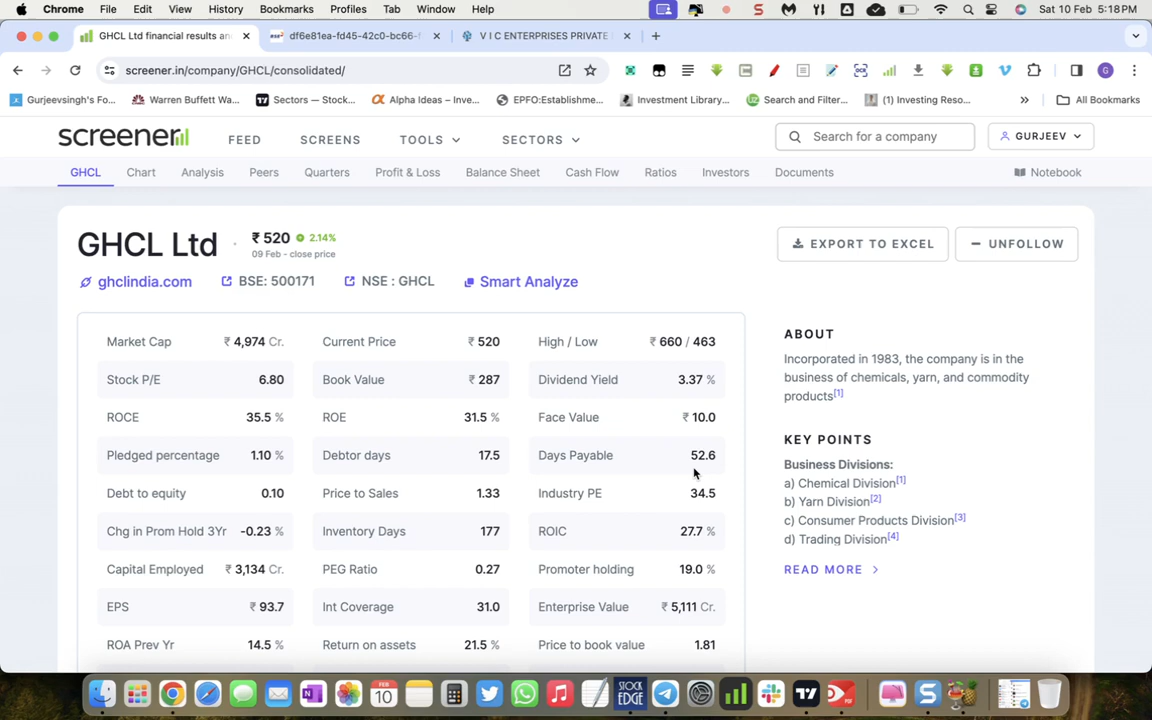 Chrome File Edit View History Bookmarks Profiles Tab Window Help Sat 10 Feb 5:18 PM
GHCL Ltd financial results an df6e81ea-fd45-42c0-bc66- V I C ENTERPRISES PRIVATE
screener.in/company/GHCL/consolidated/
Gurjeevsingh's Fo... Warren Buffett Wa... Sectors — Stock... Alpha Ideas – Inve... EPFO:Establishme... Investment Library... Search and Filter... (1) Investing Reso... » All Bookmarks
screener FEED SCREENS TOOLS SECTORS Search for a company GURJEEV
GHCL Chart Analysis Peers Quarters Profit & Loss Balance Sheet Cash Flow Ratios Investors Documents Notebook
GHCL Ltd · ₹ 520 2.14%
09 Feb - close price
EXPORT TO EXCEL UNFOLLOW
ghclindia.com BSE: 500171 NSE : GHCL Smart Analyze
Market Cap ₹ 4,974 Cr. Current Price ₹ 520 High / Low ₹ 660 / 463
Stock P/E 6.80 Book Value ₹ 287 Dividend Yield 3.37 %
ROCE 35.5 % ROE 31.5 % Face Value ₹ 10.0
Pledged percentage 1.10 % Debtor days 17.5 Days Payable 52.6
Debt to equity 0.10 Price to Sales 1.33 Industry PE 34.5
Chg in Prom Hold 3Yr -0.23 % Inventory Days 177 ROIC 27.7 %
Capital Employed ₹ 3,134 Cr. PEG Ratio 0.27 Promoter holding 19.0 %
EPS ₹ 93.7 Int Coverage 31.0 Enterprise Value ₹ 5,111 Cr.
ROA Prev Yr 14.5 % Return on assets 21.5 % Price to book value 1.81
ABOUT
Incorporated in 1983, the company is in the
business of chemicals, yarn, and commodity
products[1]
KEY POINTS
Business Divisions:
a) Chemical Division[1]
b) Yarn Division[2]
c) Consumer Products Division[3]
d) Trading Division[4]
READ MORE
FEB
10
STOCK
EDGE